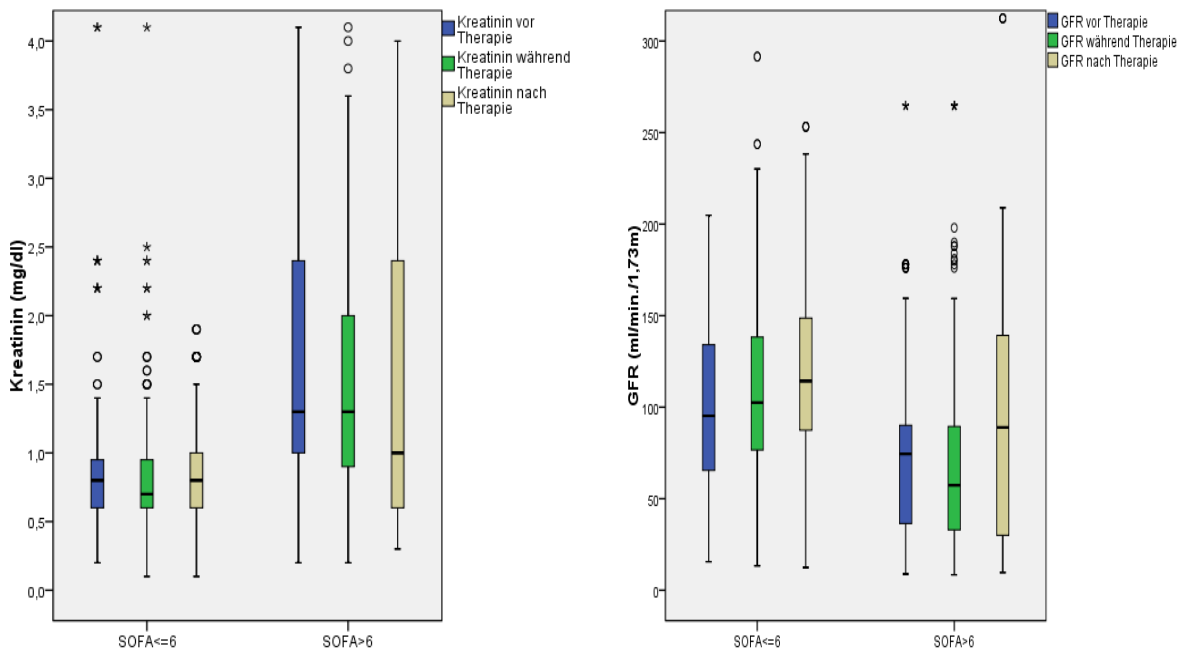 Kreatinin (mg/dl)
4,0
3,5
3,0
2,5
2,0
1,5
1,0
0,5
0,0
SOFA<=6
SOFA>6
Kreatinin vor
Therapie
Kreatinin während
Therapie
Kreatinin nach
Therapie
GFR (ml/min./1,73m)
300
250
200
150
100
50
0
SOFA<=6
SOFA>6
GFR vor Therapie
GFR während Therapie
GFR nach Therapie